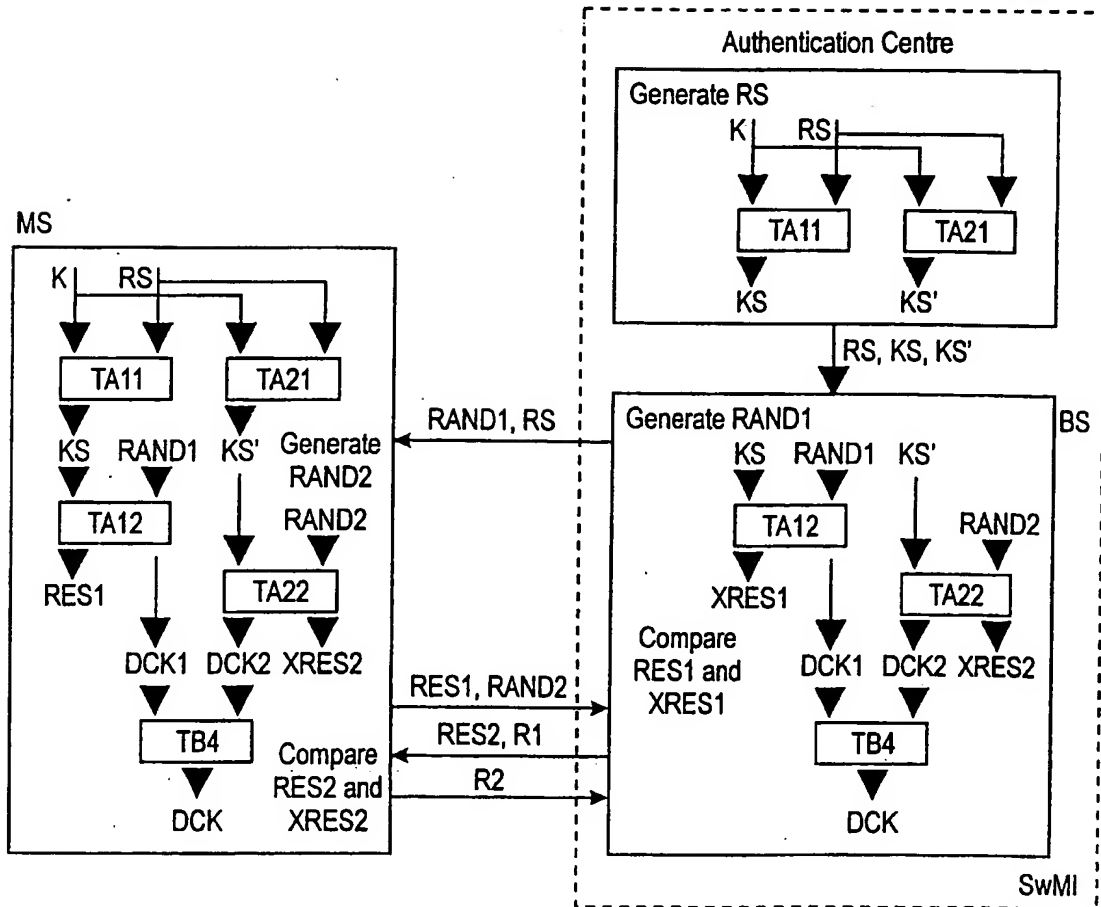 Authentication Centre
Generate RS
K RS
TA11 TA21
KS KS'
RS, KS, KS'
MS
K RS
TA11 TA21
KS RAND1 KS' Generate
RAND2
TA12 RAND2
RES1 TA22
DCK1 DCK2 XRES2
TB4
Compare
RES2 and
XRES2
DCK
RAND1, RS
RES1, RAND2
RES2, R1
R2
Generate RAND1 BS
KS RAND1 KS'
TA12 RAND2
XRES1 TA22
Compare
RES1 and
XRES1
DCK1 DCK2 XRES2
TB4
DCK
SwMI